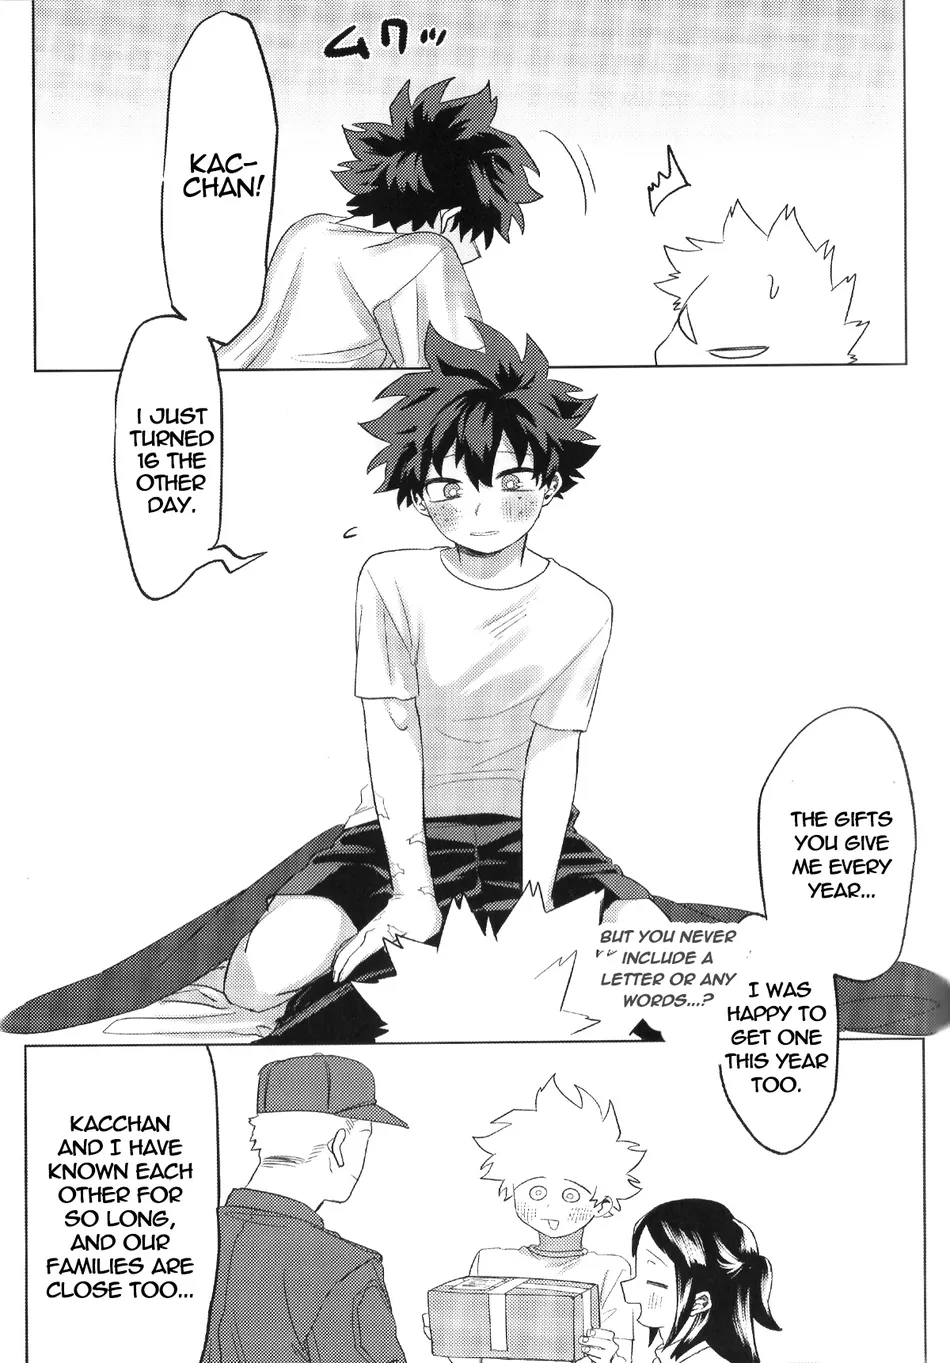 ムクッ
KAC-
CHAN!
I JUST
TURNED
16 THE
OTHER
DAY.
THE GIFTS
YOU GIVE
ME EVERY
YEAR...
BUT YOU NEVER
INCLUDE A
LETTER OR ANY
WORDS...?
I WAS
HAPPY TO
GET ONE
THIS YEAR
TOO.
KACCHAN
AND I HAVE
KNOWN EACH
OTHER FOR
SO LONG,
AND OUR
FAMILIES ARE
CLOSE TOO...